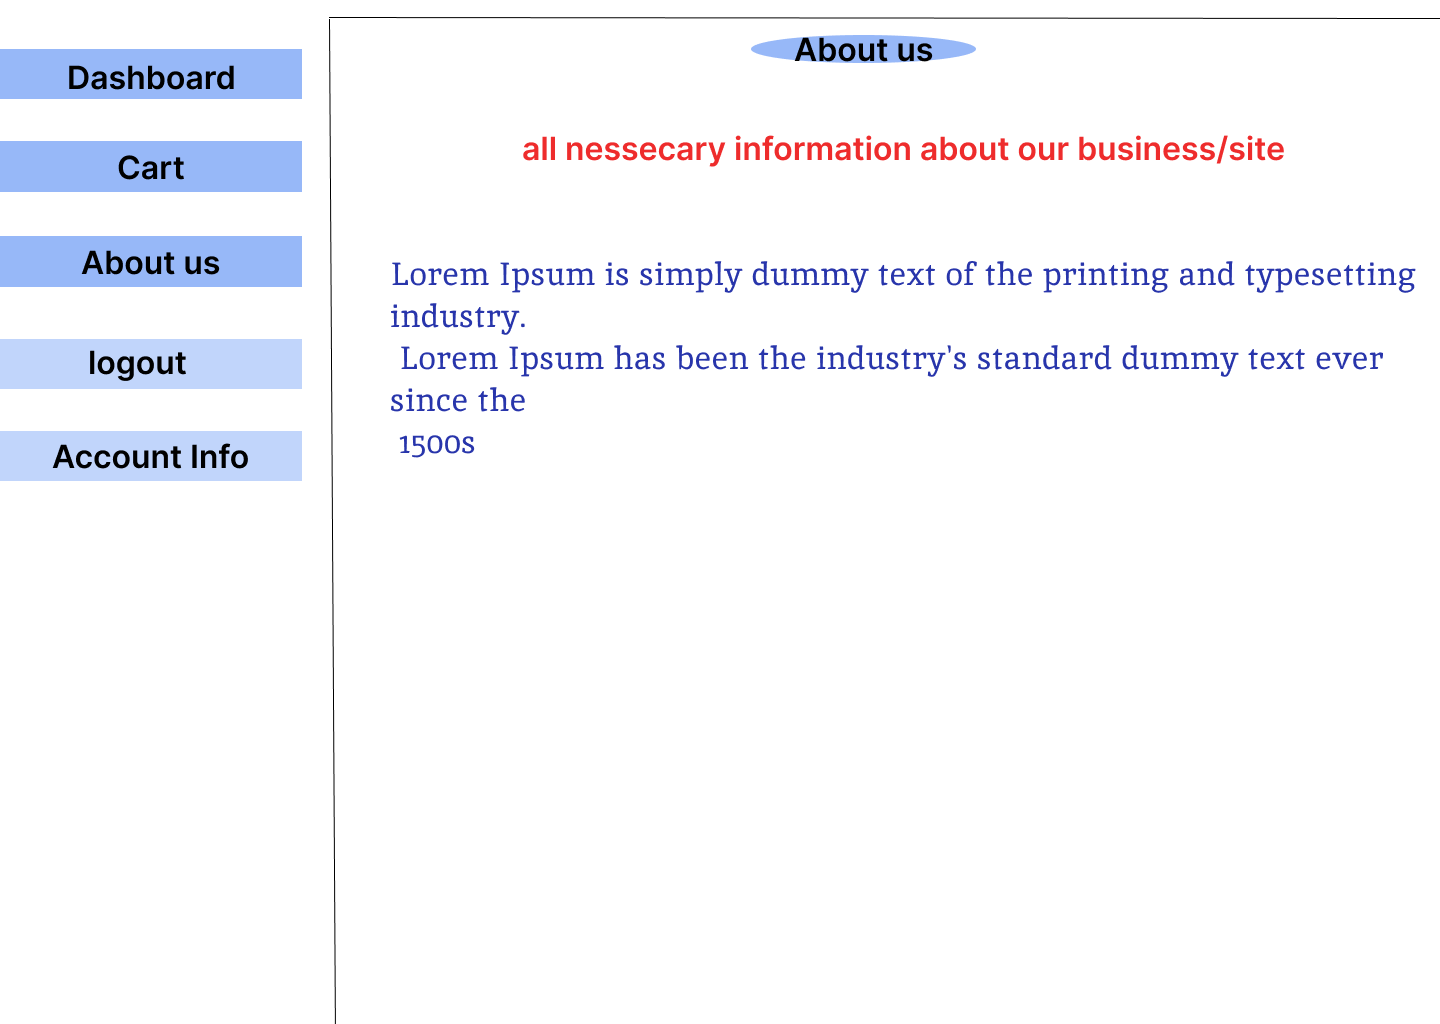 Dashboard
Cart
About us
logout
Account Info
About us
all nessecary information about our business/site
Lorem Ipsum is simply dummy text of the printing and typesetting
industry.
Lorem Ipsum has been the industry's standard dummy text ever
since the
1500s